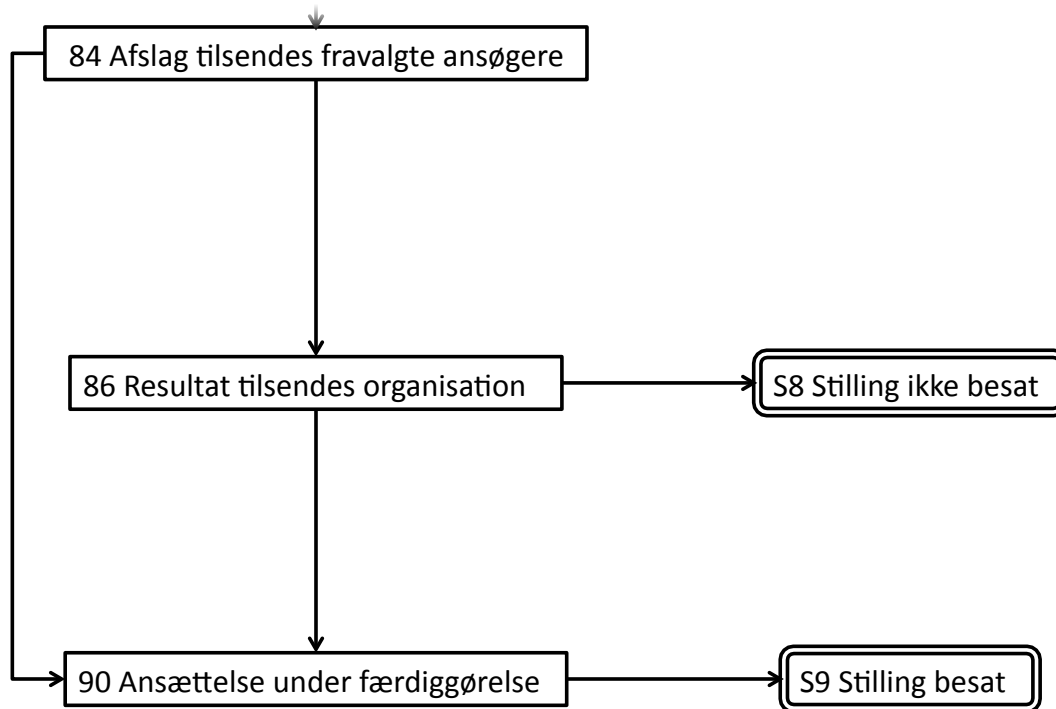 84 Afslag tilsendes fravalgte ansøgere
86 Resultat tilsendes organisation
S8 Stilling ikke besat
90 Ansættelse under færdiggørelse
S9 Stilling besat